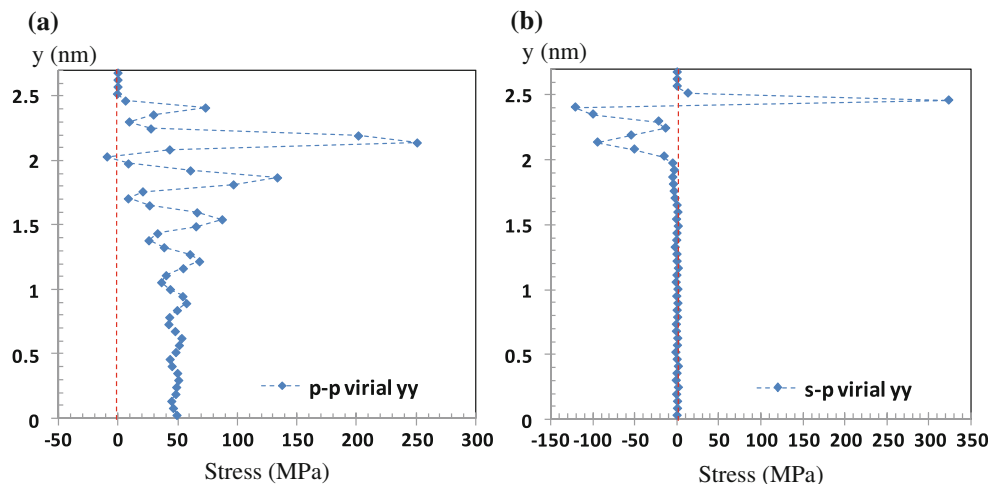 (a)
y (nm)
2.5
2
1.5
1
0.5
0
-50 0 50 100 150 200 250 300
p-p virial yy
Stress (MPa)
(b)
y (nm)
2.5
2
1.5
1
0.5
0
-150 -100 -50 0 50 100 150 200 250 300 350
s-p virial yy
Stress (MPa)